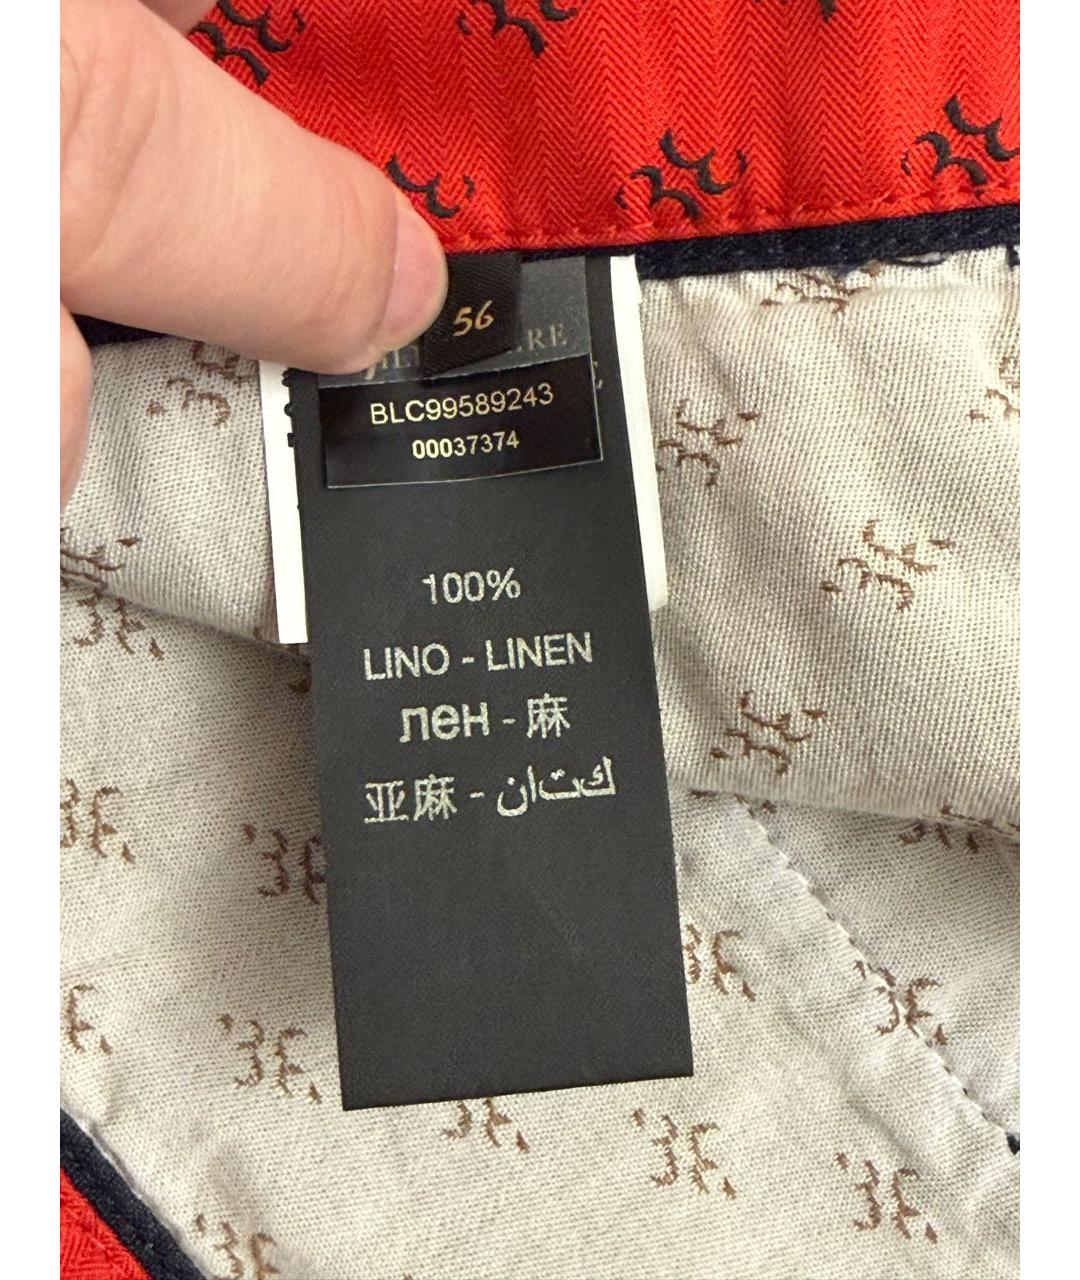 56
BLC99589243
00037374
100%
LINO - LINEN
лен - 麻
亚麻 - كتان